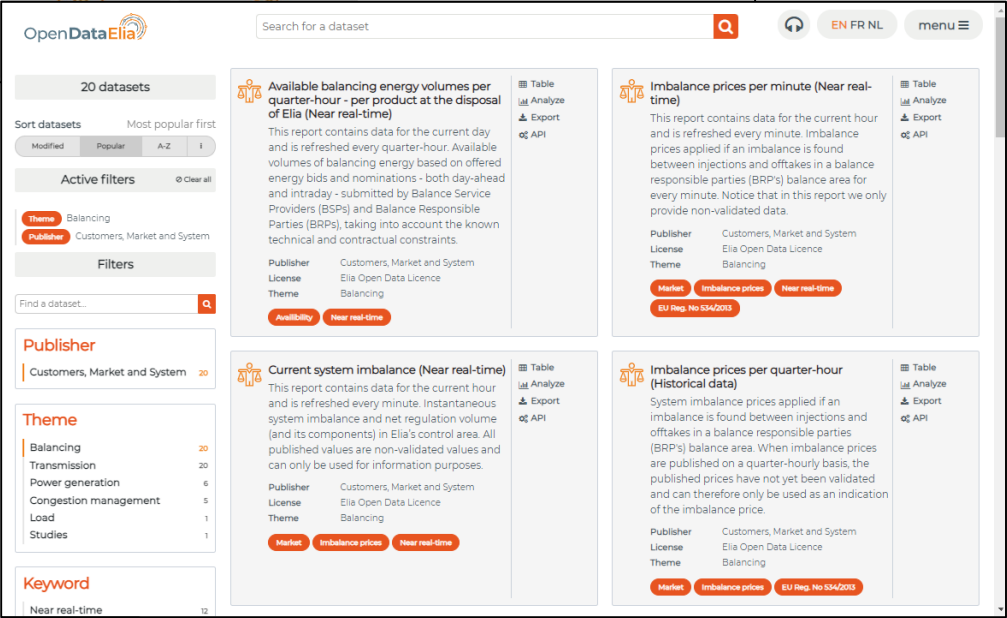 OpenDataElia
Search for a dataset
EN FR NL
menu
20 datasets
Sort datasets Most popular first
Modified Popular A-Z
Active filters Clear all
Theme Balancing
Publisher Customers, Market and System
Filters
Find a dataset...
Publisher
Customers, Market and System 20
Theme
Balancing 20
Transmission 20
Power generation 6
Congestion management 5
Load 1
Studies 1
Keyword
Near real-time 12
Available balancing energy volumes per
quarter-hour - per product at the disposal
of Elia (Near real-time)
This report contains data for the current day
and is refreshed every quarter-hour. Available
volumes of balancing energy based on offered
energy bids and nominations - both day-ahead
and intraday - submitted by Balance Service
Providers (BSPs) and Balance Responsible
Parties (BRPs), taking into account the known
technical and contractual constraints.
Publisher Customers, Market and System
License Elia Open Data Licence
Theme Balancing
Availibility Near real-time
Table
Analyze
Export
API
Imbalance prices per minute (Near real-
time)
This report contains data for the current hour
and is refreshed every minute. Imbalance
prices applied if an imbalance is found
between injections and offtakes in a balance
responsible parties (BRP's) balance area for
every minute. Notice that in this report we only
provide non-validated data.
Publisher Customers, Market and System
License Elia Open Data Licence
Theme Balancing
Market Imbalance prices Near real-time
EU Reg. No 534/2013
Table
Analyze
Export
API
Current system imbalance (Near real-time)
This report contains data for the current hour
and is refreshed every minute. Instantaneous
system imbalance and net regulation volume
(and its components) in Elia's control area. All
published values are non-validated values and
can only be used for information purposes.
Publisher Customers, Market and System
License Elia Open Data Licence
Theme Balancing
Market Imbalance prices Near real-time
Table
Analyze
Export
API
Imbalance prices per quarter-hour
(Historical data)
System imbalance prices applied if an
imbalance is found between injections and
offtakes in a balance responsible parties
(BRP's) balance area. When imbalance prices
are published on a quarter-hourly basis, the
published prices have not yet been validated
and can therefore only be used as an indication
of the imbalance price.
Publisher Customers, Market and System
License Elia Open Data Licence
Theme Balancing
Market Imbalance prices EU Reg. No 534/2013
Table
Analyze
Export
API